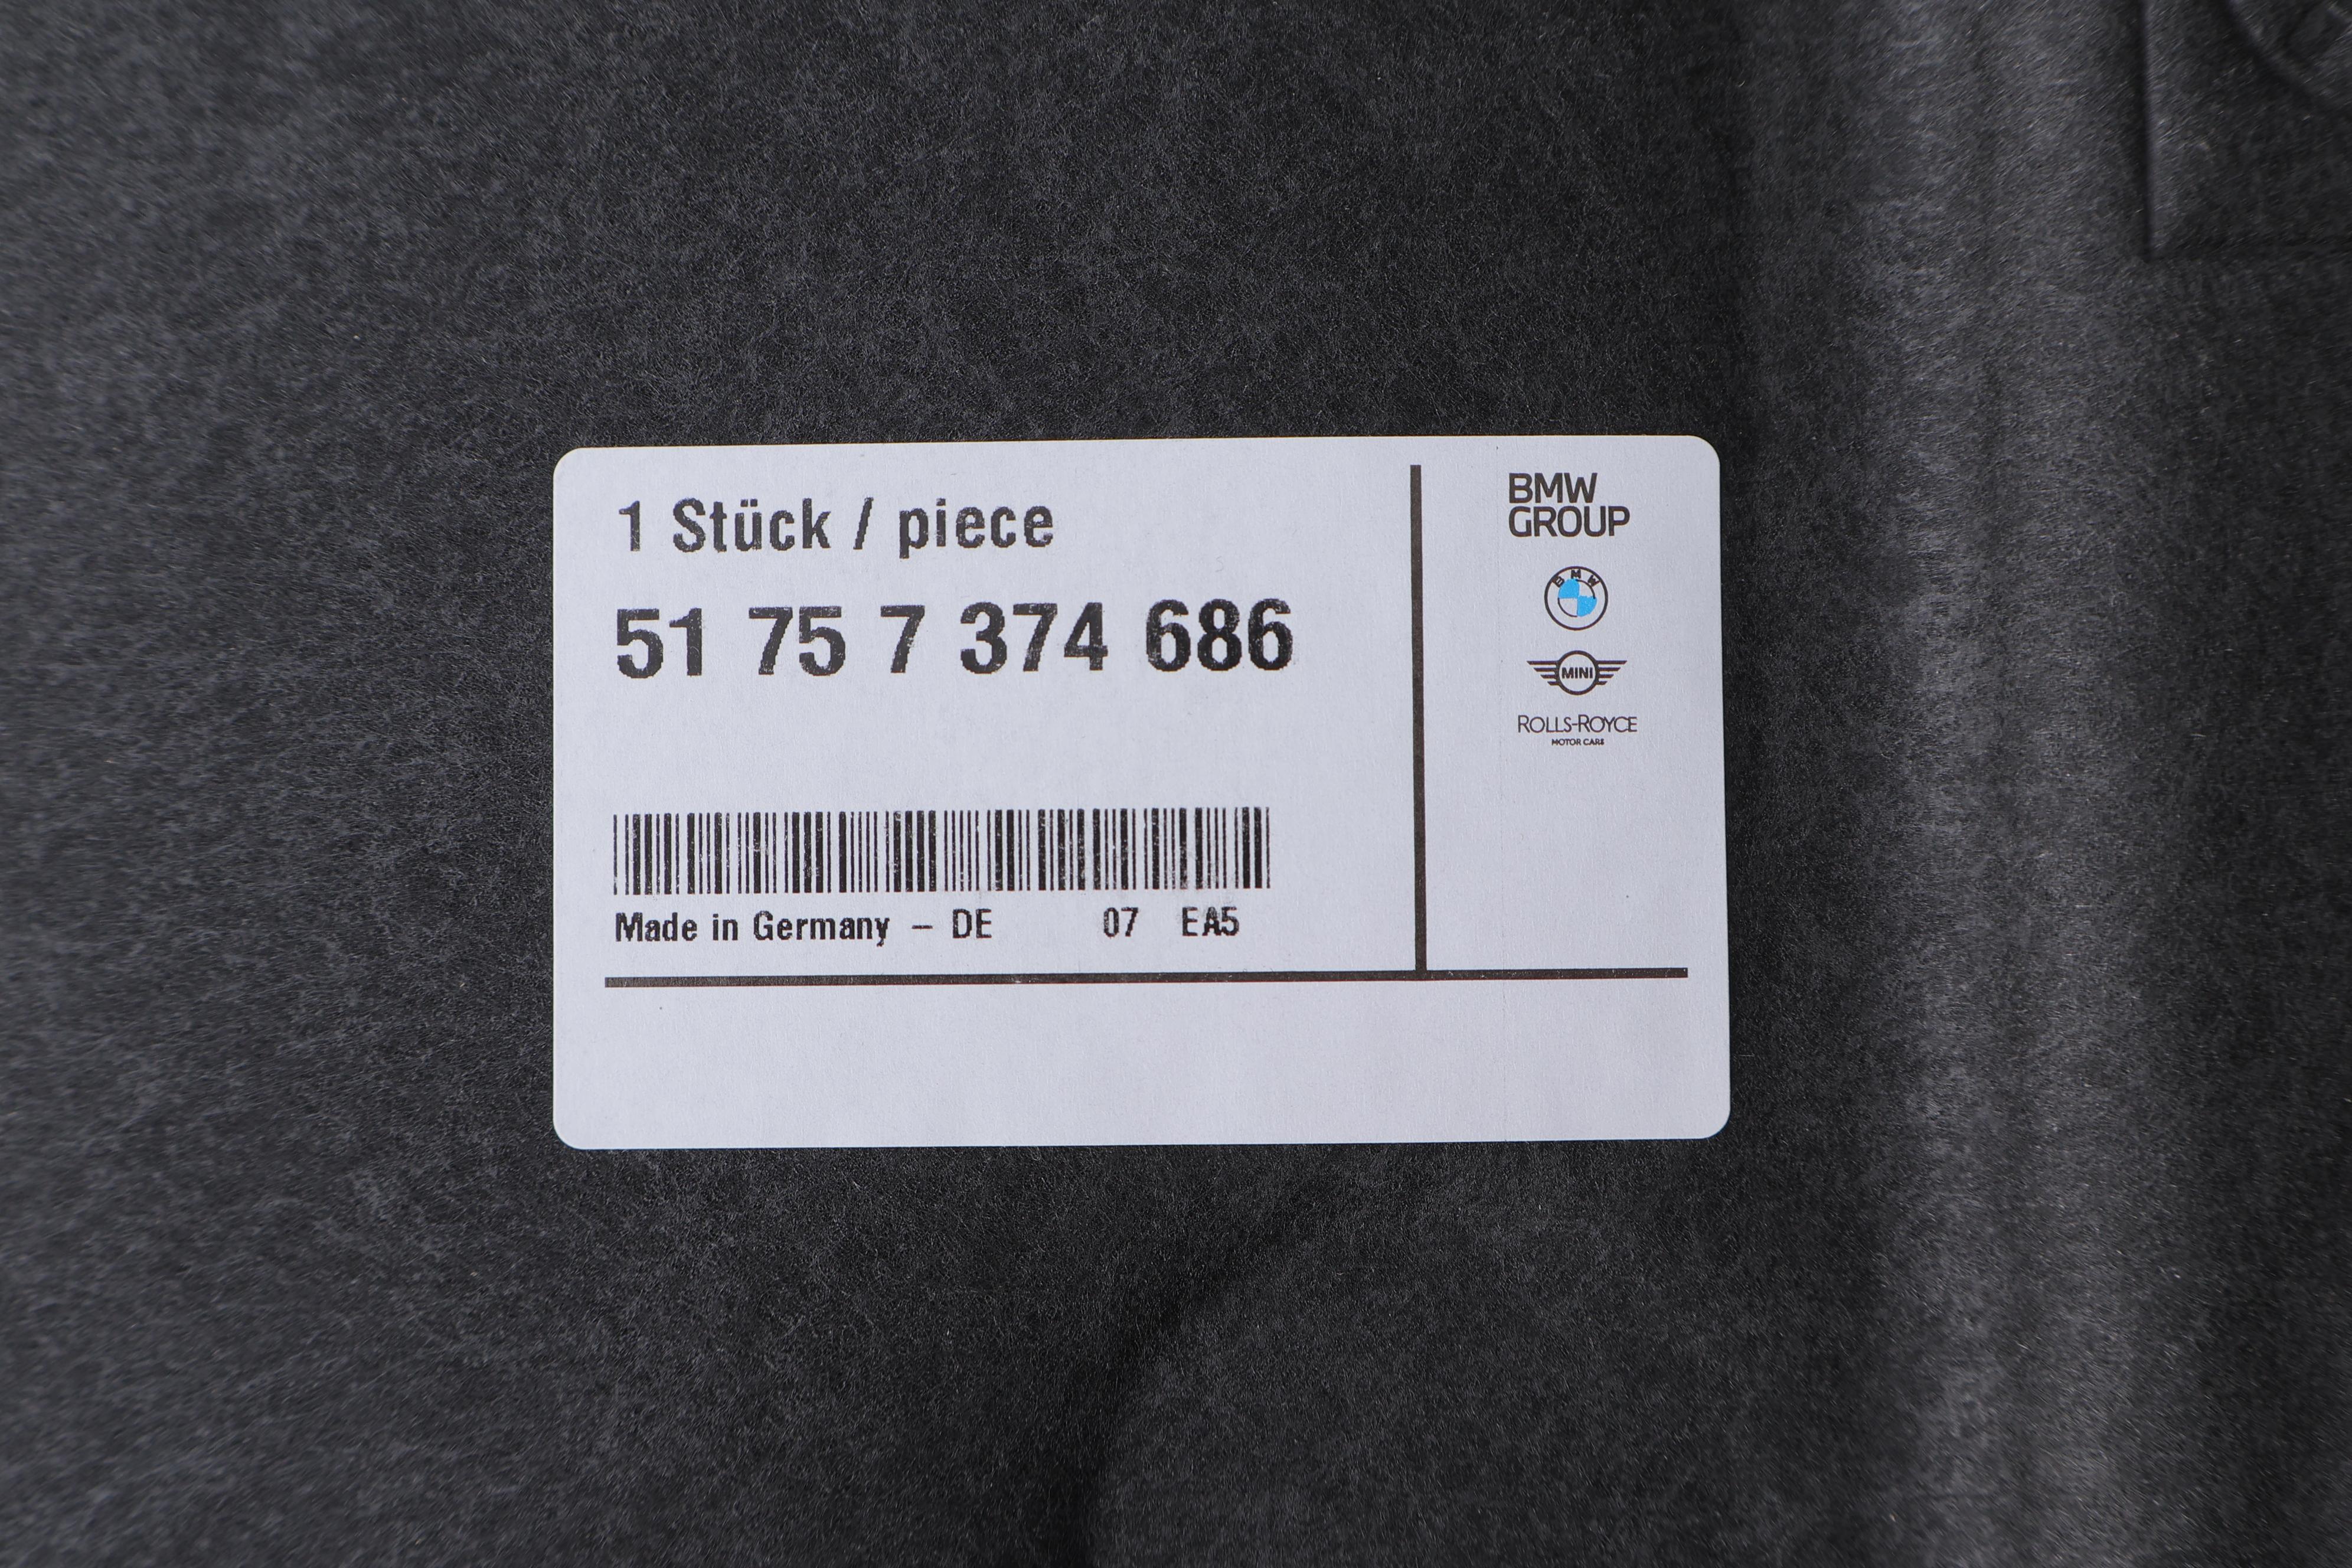 1 Stück / piece
51 75 7 374 686
Made in Germany – DE 07 EA5
BMW
GROUP
BMW
MINI
ROLLS-ROYCE
MOTOR CARS